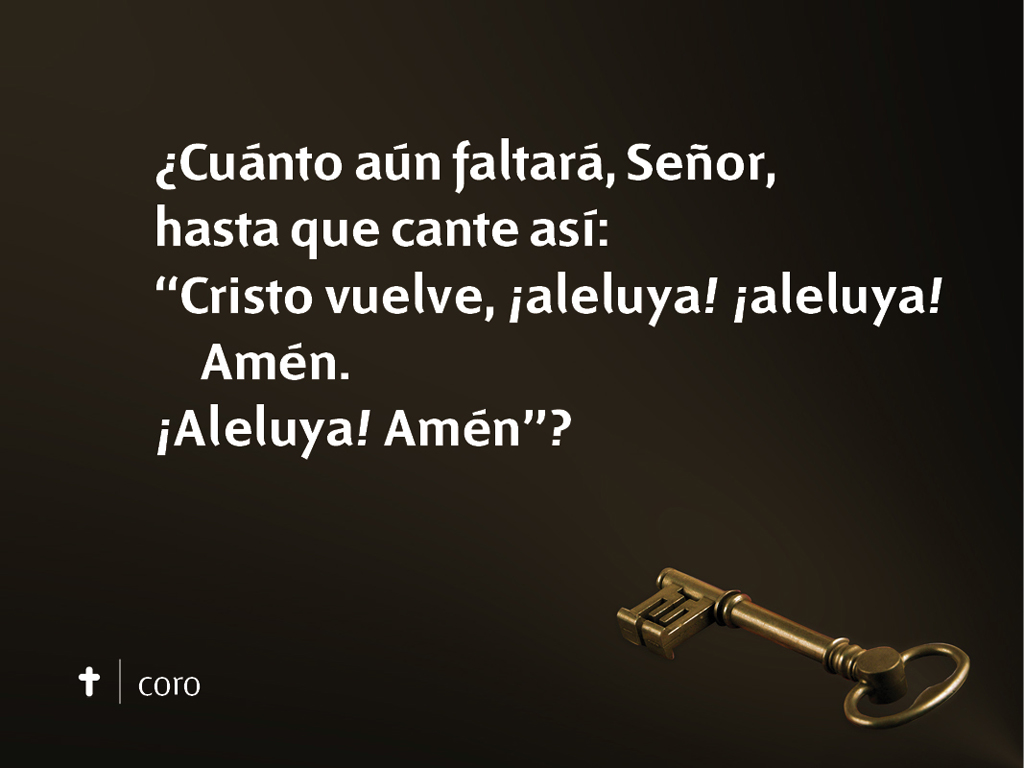 ¿Cuánto aún faltará, Señor,
hasta que cante así:
“Cristo vuelve, ¡aleluya! ¡aleluya!
Amén.
¡Aleluya! Amén”?
coro